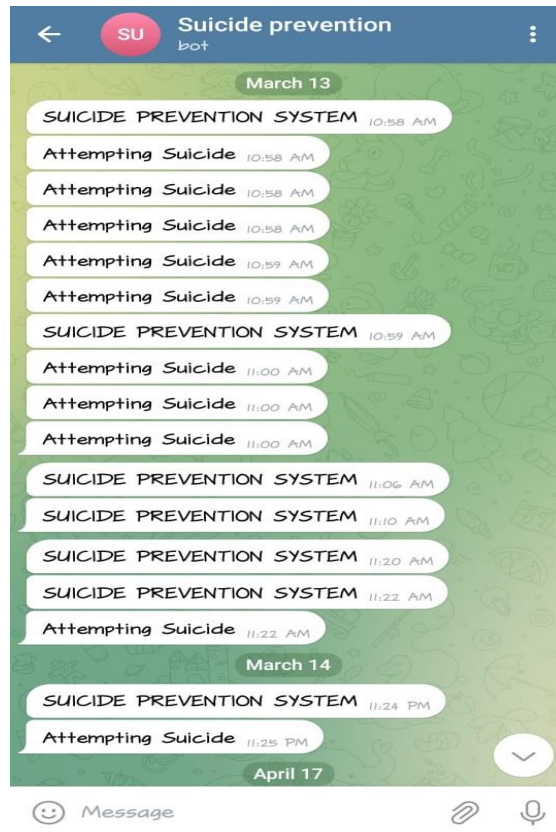 SU
Suicide prevention
bot
March 13
SUICIDE PREVENTION SYSTEM 10:58 AM
Attempting Suicide 10:58 AM
Attempting Suicide 10:58 AM
Attempting Suicide 10:58 AM
Attempting Suicide 10:59 AM
Attempting Suicide 10:59 AM
SUICIDE PREVENTION SYSTEM 10:59 AM
Attempting Suicide 11:00 AM
Attempting Suicide 11:00 AM
Attempting Suicide 11:00 AM
SUICIDE PREVENTION SYSTEM 11:06 AM
SUICIDE PREVENTION SYSTEM 11:10 AM
SUICIDE PREVENTION SYSTEM 11:20 AM
SUICIDE PREVENTION SYSTEM 11:22 AM
Attempting Suicide 11:22 AM
March 14
SUICIDE PREVENTION SYSTEM 11:24 PM
Attempting Suicide 11:25 PM
April 17
Message